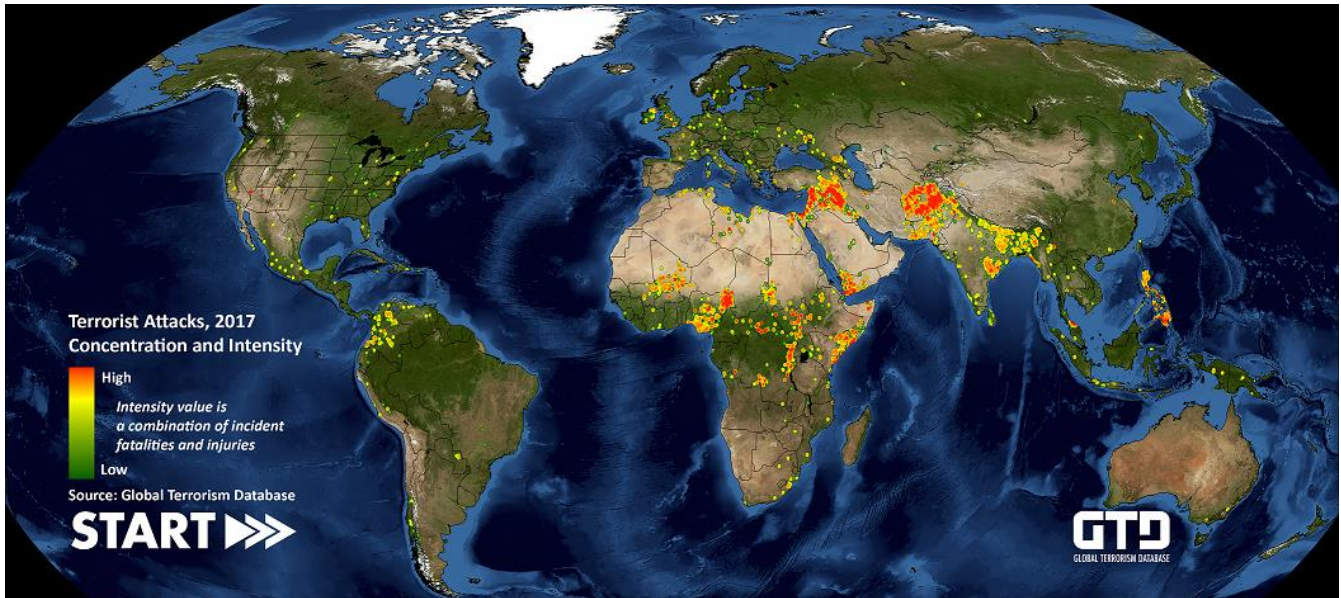 Terrorist Attacks, 2017
Concentration and Intensity
High
Intensity value is
a combination of incident
fatalities and injuries
Low
Source: Global Terrorism Database
START
GTD
GLOBAL TERRORISM DATABASE